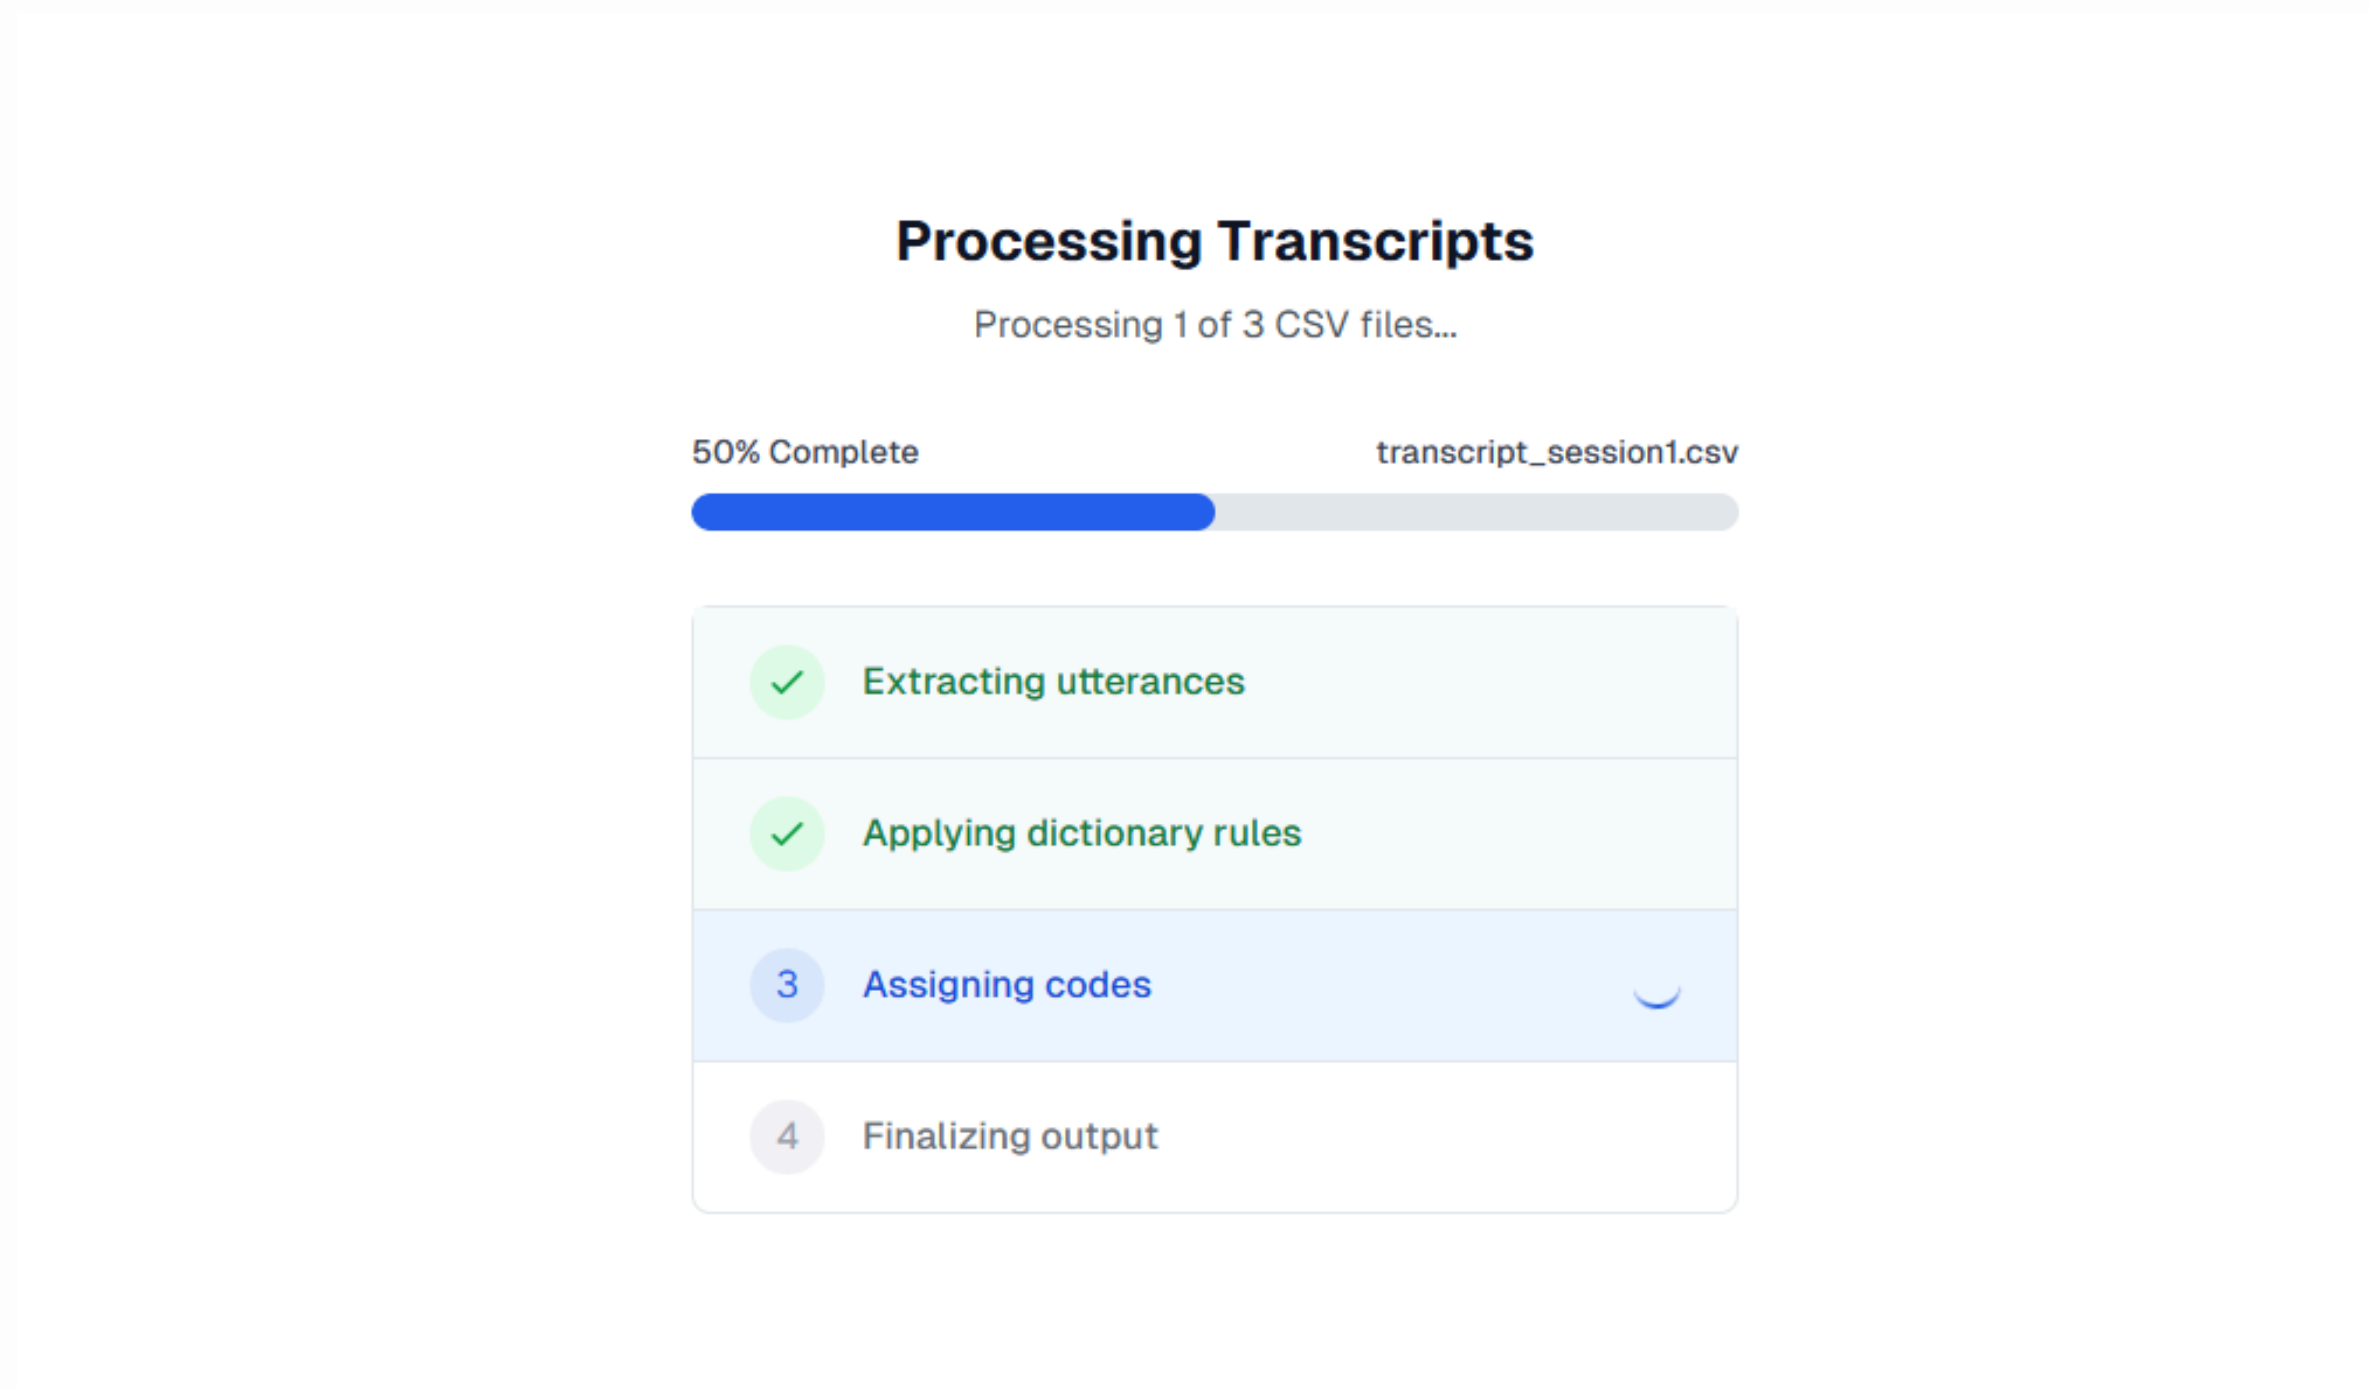 Processing Transcripts
Processing 1 of 3 CSV files...
50% Complete
transcript_session1.csv
Extracting utterances
Applying dictionary rules
3
Assigning codes
4
Finalizing output